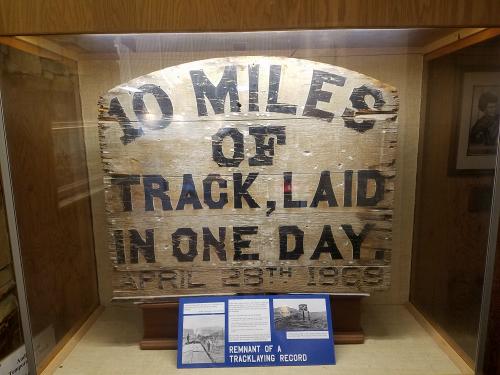 10 MILES
OF
TRACK, LAID
IN ONE DAY.
APRIL 28TH 1869
REMNANT OF A
TRACKLAYING RECORD